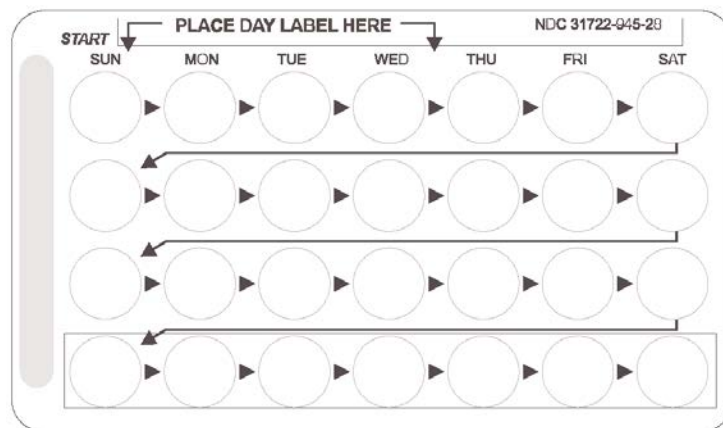 PLACE DAY LABEL HERE NDC 31722-945-28
START
SUN MON TUE WED THU FRI SAT